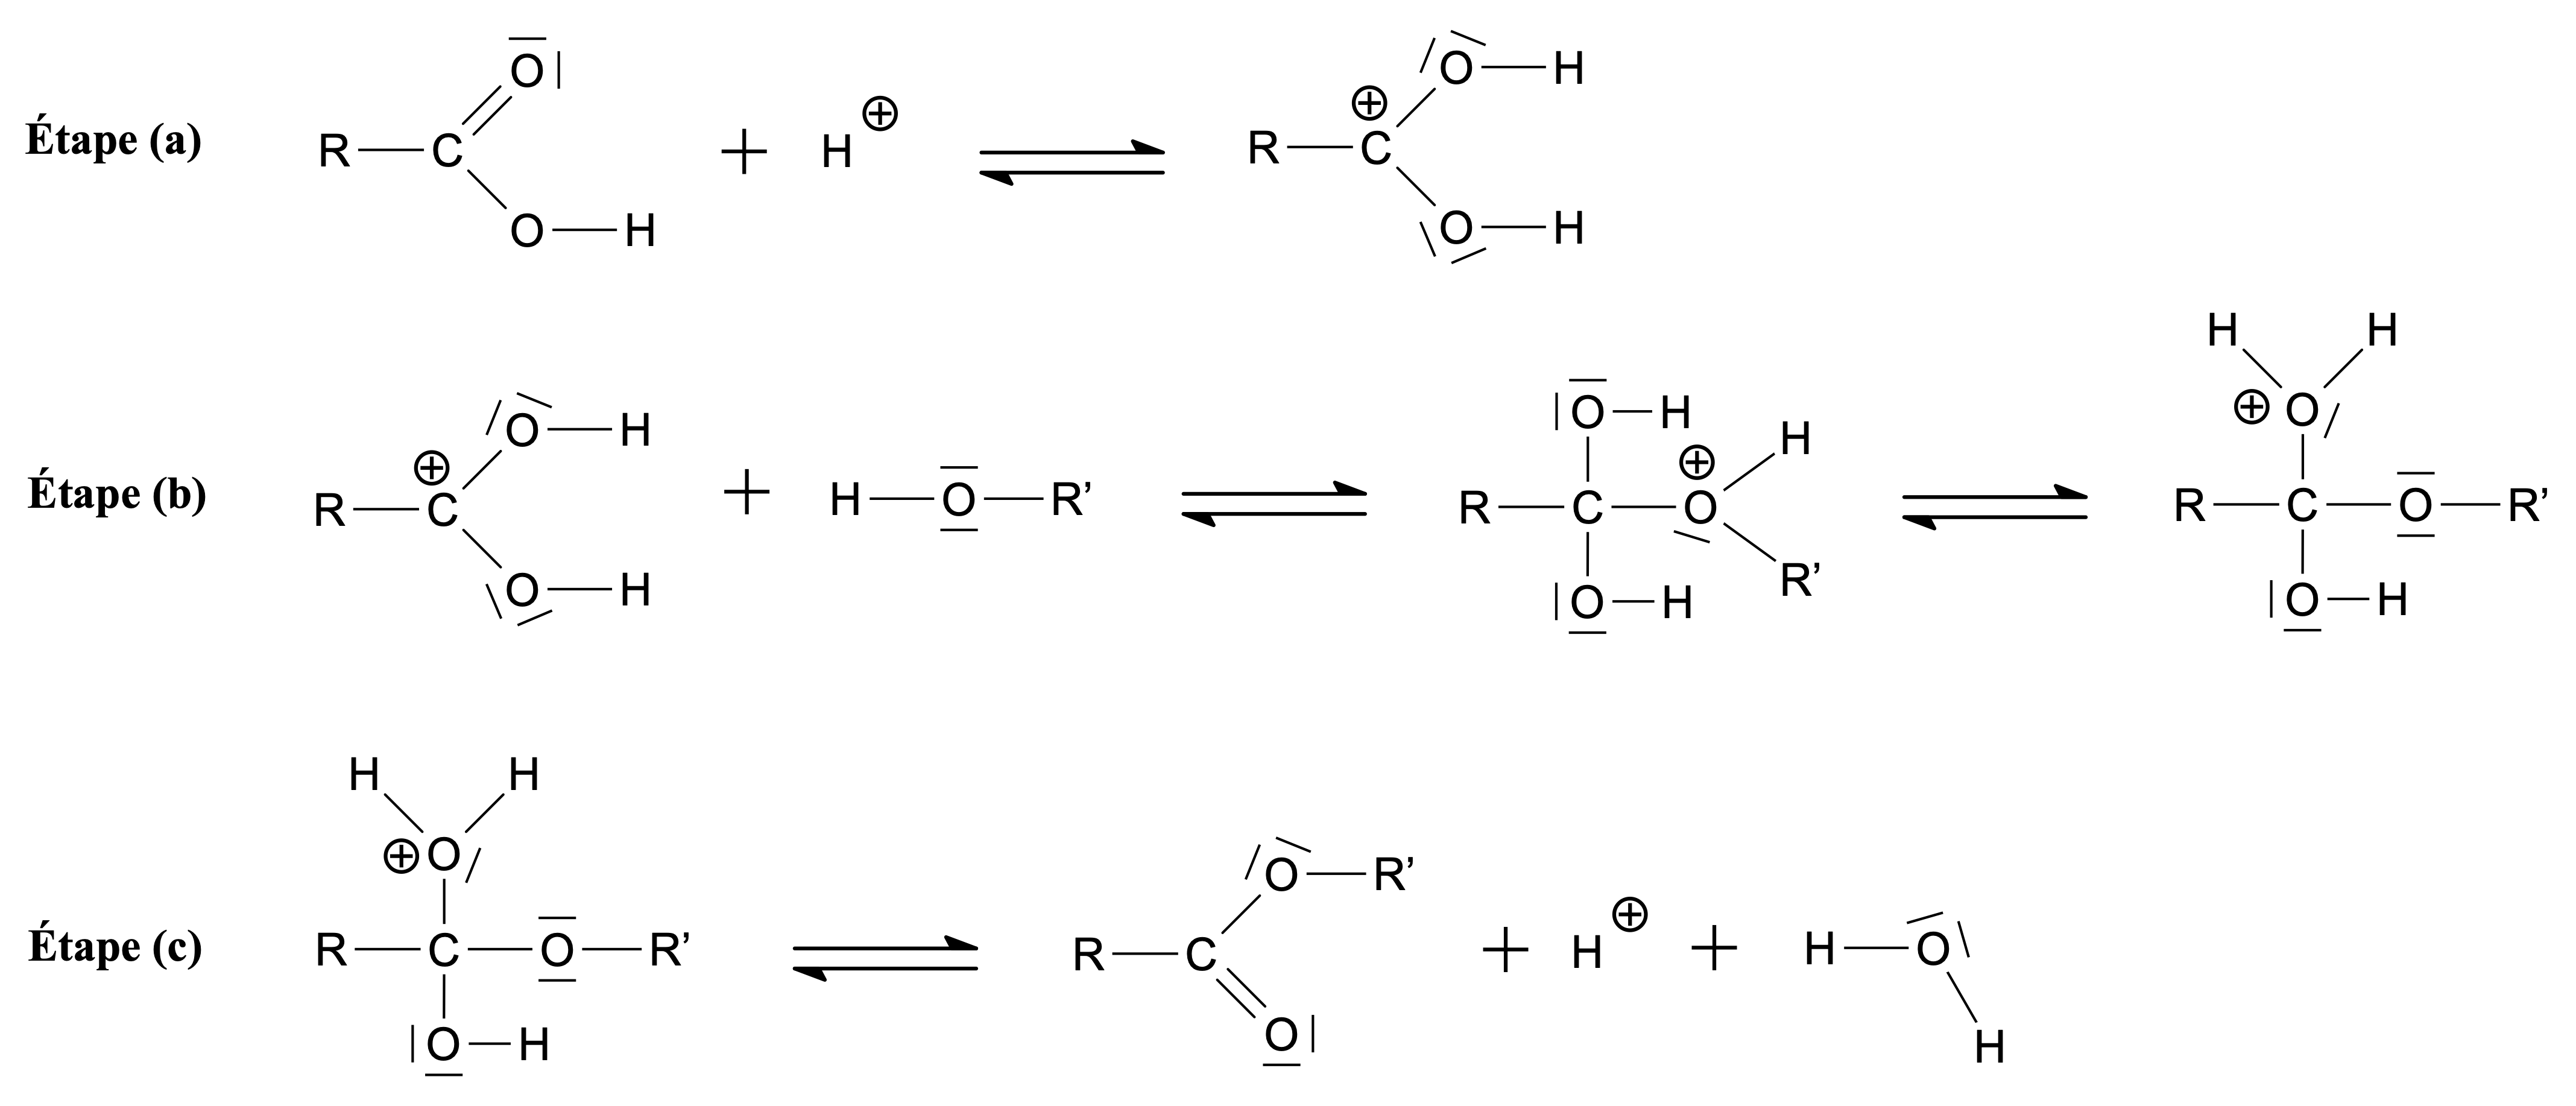 Étape (a) R C O O H + H ⊕ ⇌ R ⊕ C O H O H
Étape (b) R ⊕ C O H O H + H O R’ ⇌ R C O H ⊕ O H R’ O H ⇌ H H ⊕ O R C O R’ O H
Étape (c) H H ⊕ O R C O R’ O H ⇌ R C O R’ O + H ⊕ + H O H